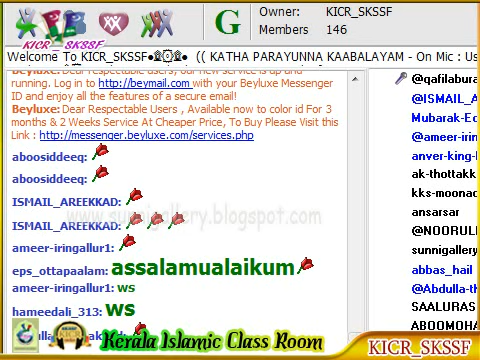 KICR_SKSSF
G
Owner: KICR_SKSSF
Members 146
Welcome To KICR_SKSSF (( KATHA PARAYUNNA KAABALAYAM - On Mic : Us
Beyluxe: Dear respectable users, our new service is up and
running. Log in to http://beymail.com with your Beyluxe Messenger
ID and enjoy all the features of a secure email!
Beyluxe: Dear Respectable Users , Available now to color id For 3
months & 2 Weeks Service At Cheaper Price, To Buy Please Visit this
Link : http://messenger.beyluxe.com/services.php
aboosiddeeq:
aboosiddeeq:
ISMAIL_AREEKKAD:
ISMAIL_AREEKKAD:
www.sunnigallery.blogspot.com
ameer-iringallur1:
eps_ottapaalam: assalamualaikum
ameer-iringallur1: ws
hameedali_313: ws
@qafilabura
@ISMAIL_A
Mubarak-Ed
@ameer-irin
anver-king-l
ak-thottakk
kks-moonad
ansarsar
@NOORULI
sunnigallery
abbas_hail
@Abdulla-th
SAALURAS
ABOOMOHA
Kerala Islamic Class Room
KICR_SKSSF